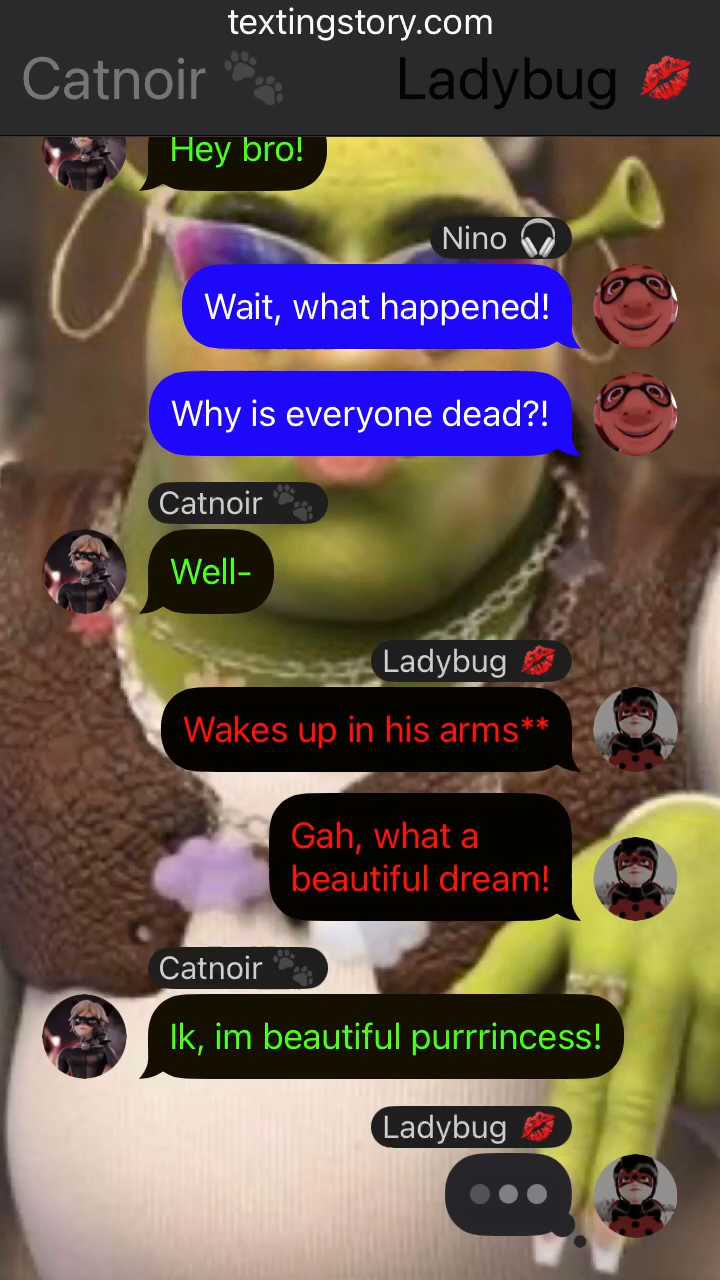 textingstory.com
Catnoir 🐾
Ladybug 💋
Hey bro!
Nino 🎧
Wait, what happened!
Why is everyone dead?!
Catnoir 🐾
Well-
Ladybug 💋
Wakes up in his arms**
Gah, what a
beautiful dream!
Catnoir 🐾
Ik, im beautiful purrrincess!
Ladybug 💋